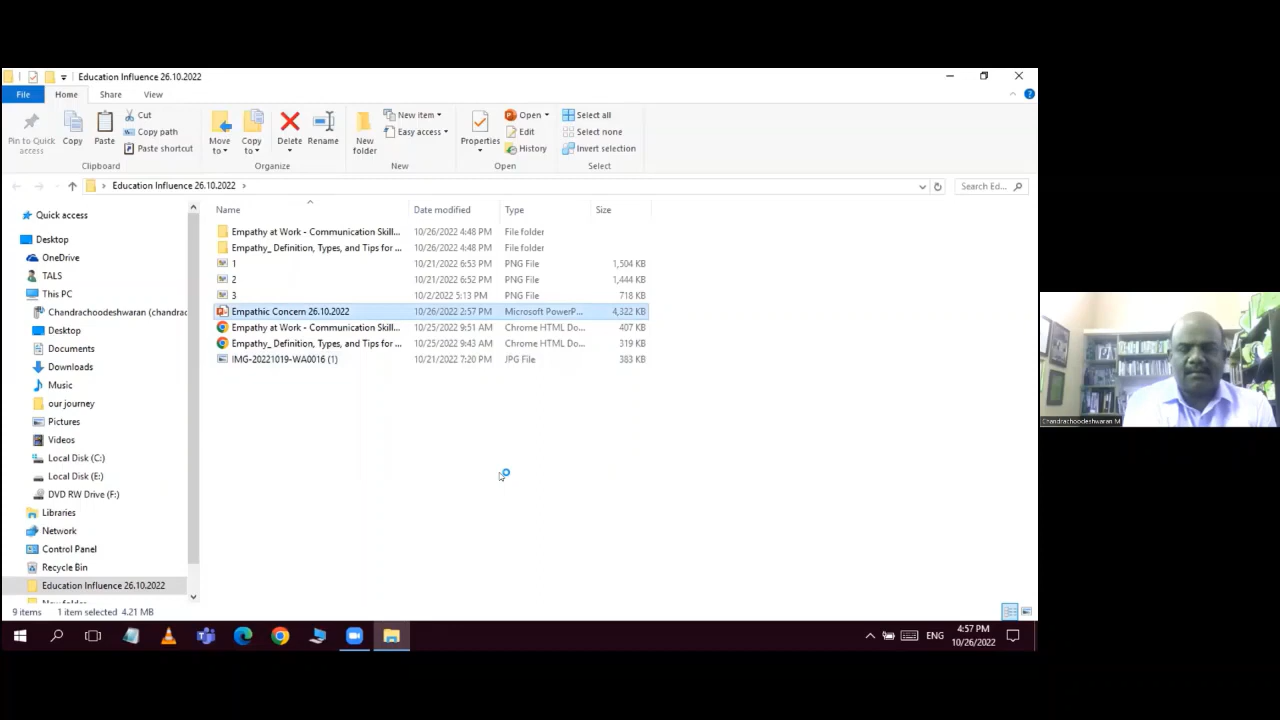 Education Influence 26.10.2022
File Home Share View
Pin to Quick access
Copy
Paste
Cut
Copy path
Paste shortcut
Clipboard
Move to
Copy to
Delete
Rename
Organize
New folder
New item
Easy access
New
Properties
Open
Edit
History
Open
Select all
Select none
Invert selection
Select
Education Influence 26.10.2022
Search Ed...
Name Date modified Type Size
Empathy at Work - Communication Skill... 10/26/2022 4:48 PM File folder
Empathy_ Definition, Types, and Tips for ... 10/26/2022 4:48 PM File folder
1 10/21/2022 6:53 PM PNG File 1,504 KB
2 10/21/2022 6:52 PM PNG File 1,444 KB
3 10/2/2022 5:13 PM PNG File 718 KB
Empathic Concern 26.10.2022 10/26/2022 2:57 PM Microsoft PowerP... 4,322 KB
Empathy at Work - Communication Skill... 10/25/2022 9:51 AM Chrome HTML Do... 407 KB
Empathy_ Definition, Types, and Tips for ... 10/25/2022 9:43 AM Chrome HTML Do... 319 KB
IMG-20221019-WA0016 (1) 10/21/2022 7:20 PM JPG File 383 KB
Quick access
Desktop
OneDrive
TALS
This PC
Chandrachoodeshwaran (chandrac
Desktop
Documents
Downloads
Music
our journey
Pictures
Videos
Local Disk (C:)
Local Disk (E:)
DVD RW Drive (F:)
Libraries
Network
Control Panel
Recycle Bin
Education Influence 26.10.2022
New folder
9 items 1 item selected 4.21 MB
ENG
4:57 PM
10/26/2022
Chandrachoodeshwaran M